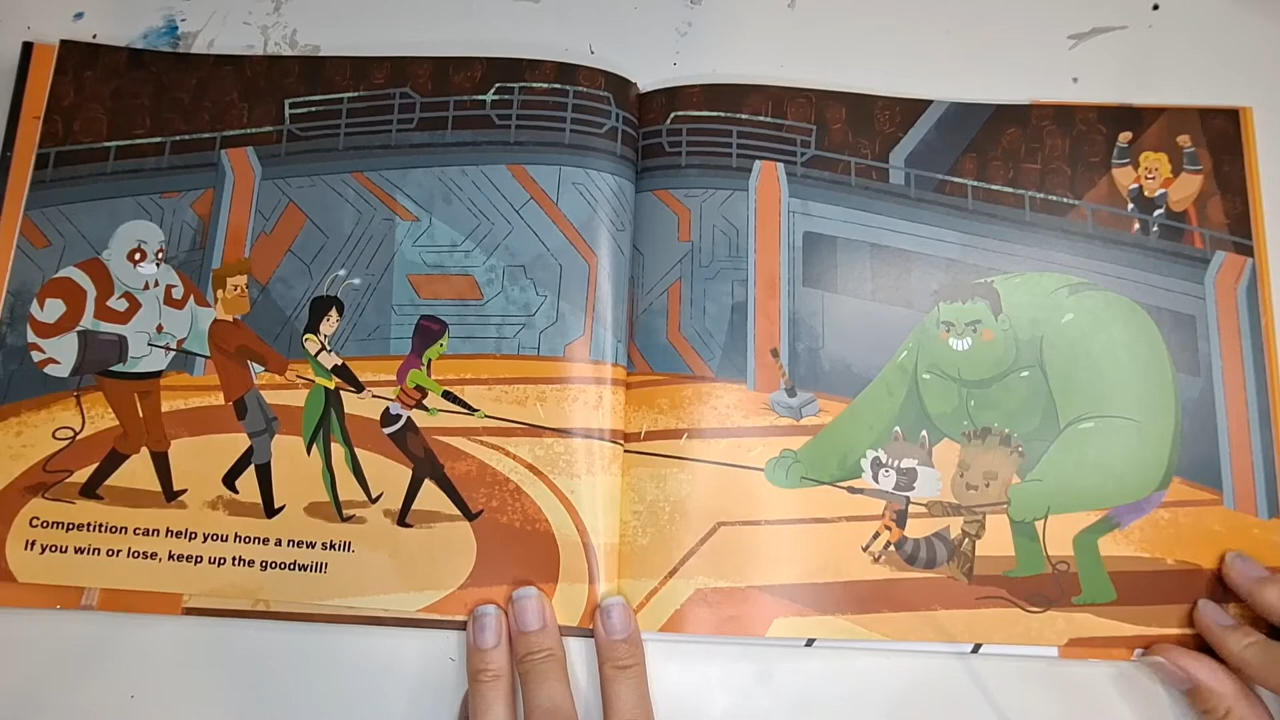 Competition can help you hone a new skill.
If you win or lose, keep up the goodwill!